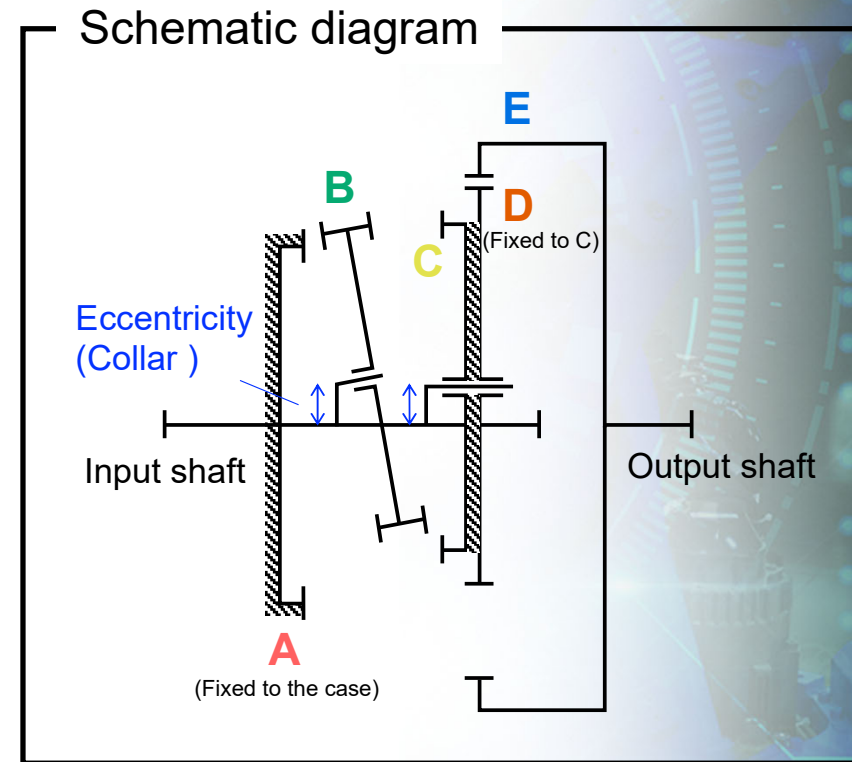 Schematic diagram
E
B
D
(Fixed to C)
C
Eccentricity
(Collar )
Input shaft
Output shaft
A
(Fixed to the case)